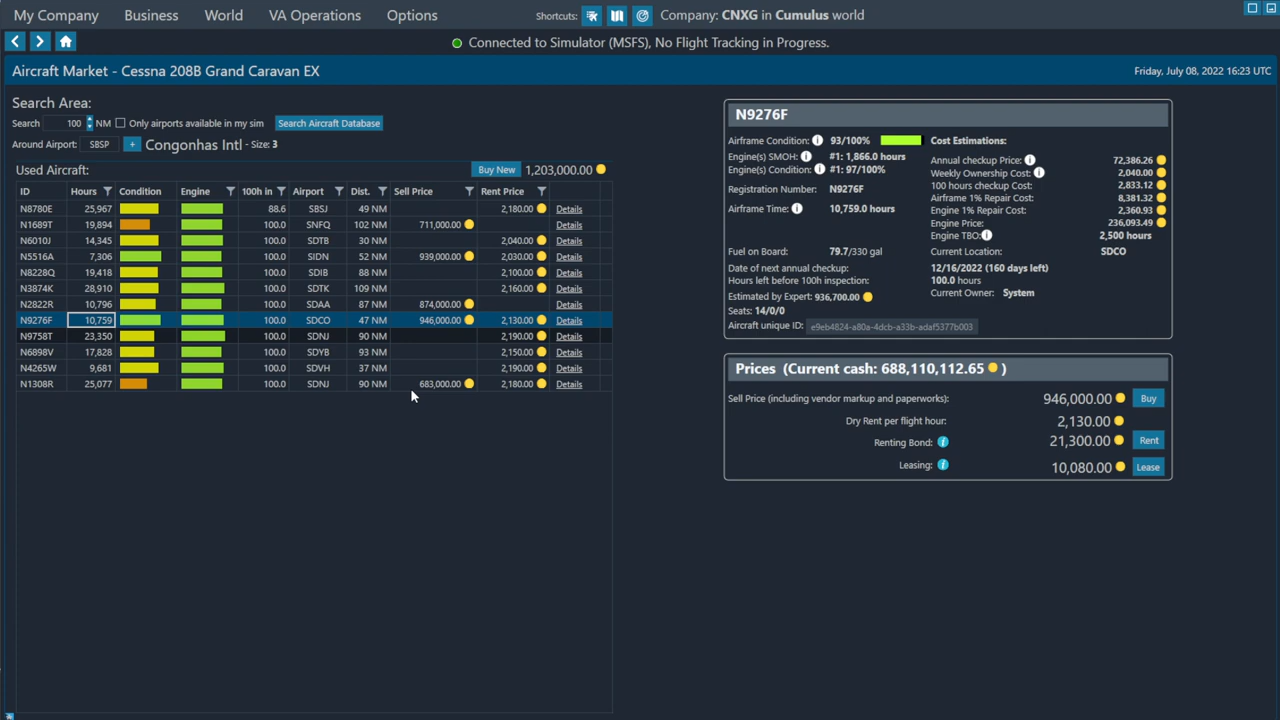 My Company Business World VA Operations Options Shortcuts: Company: CNXG in Cumulus world
Connected to Simulator (MSFS), No Flight Tracking in Progress.
Aircraft Market - Cessna 208B Grand Caravan EX Friday, July 08, 2022 16:23 UTC
Search Area:
Search 100 NM Only airports available in my sim Search Aircraft Database
Around Airport: SBSP + Congonhas Intl - Size: 3
Used Aircraft: Buy New 1,203,000.00
ID Hours Condition Engine 100h in Airport Dist. Sell Price Rent Price
N8780E 25,967 88.6 SBSJ 49 NM 2,180.00 Details
N1689T 19,894 100.0 SNFQ 102 NM 711,000.00 Details
N6010J 14,345 100.0 SDTB 30 NM 2,040.00 Details
N5516A 7,306 100.0 SIDN 52 NM 939,000.00 2,030.00 Details
N8228Q 19,418 100.0 SDIB 88 NM 2,100.00 Details
N3874K 28,910 100.0 SDTK 109 NM 2,160.00 Details
N2822R 10,796 100.0 SDAA 87 NM 874,000.00 Details
N9276F 10,759 100.0 SDCO 47 NM 946,000.00 2,130.00 Details
N9758T 23,350 100.0 SDNJ 90 NM 2,190.00 Details
N6898V 17,828 100.0 SDYB 93 NM 2,150.00 Details
N4265W 9,681 100.0 SDVH 37 NM 2,190.00 Details
N1308R 25,077 100.0 SDNJ 90 NM 683,000.00 2,180.00 Details
N9276F
Airframe Condition: 93/100%
Engine(s) SMOH: #1: 1,866.0 hours
Engine(s) Condition: #1: 97/100%
Registration Number: N9276F
Airframe Time: 10,759.0 hours
Cost Estimations:
Annual checkup Price: 72,386.26
Weekly Ownership Cost: 2,040.00
100 hours checkup Cost: 2,833.12
Airframe 1% Repair Cost: 8,381.32
Engine 1% Repair Cost: 2,360.93
Engine Price: 236,093.49
Engine TBO: 2,500 hours
Fuel on Board: 79.7/330 gal Current Location: SDCO
Date of next annual checkup: 12/16/2022 (160 days left)
Hours left before 100h inspection: 100.0 hours
Current Owner: System
Estimated by Expert: 936,700.00
Seats: 14/0/0
Aircraft unique ID: e9eb4824-a80a-4dcb-a33b-adaf5377b003
Prices (Current cash: 688,110,112.65 )
Sell Price (including vendor markup and paperworks): 946,000.00 Buy
Dry Rent per flight hour: 2,130.00
Renting Bond: 21,300.00 Rent
Leasing: 10,080.00 Lease